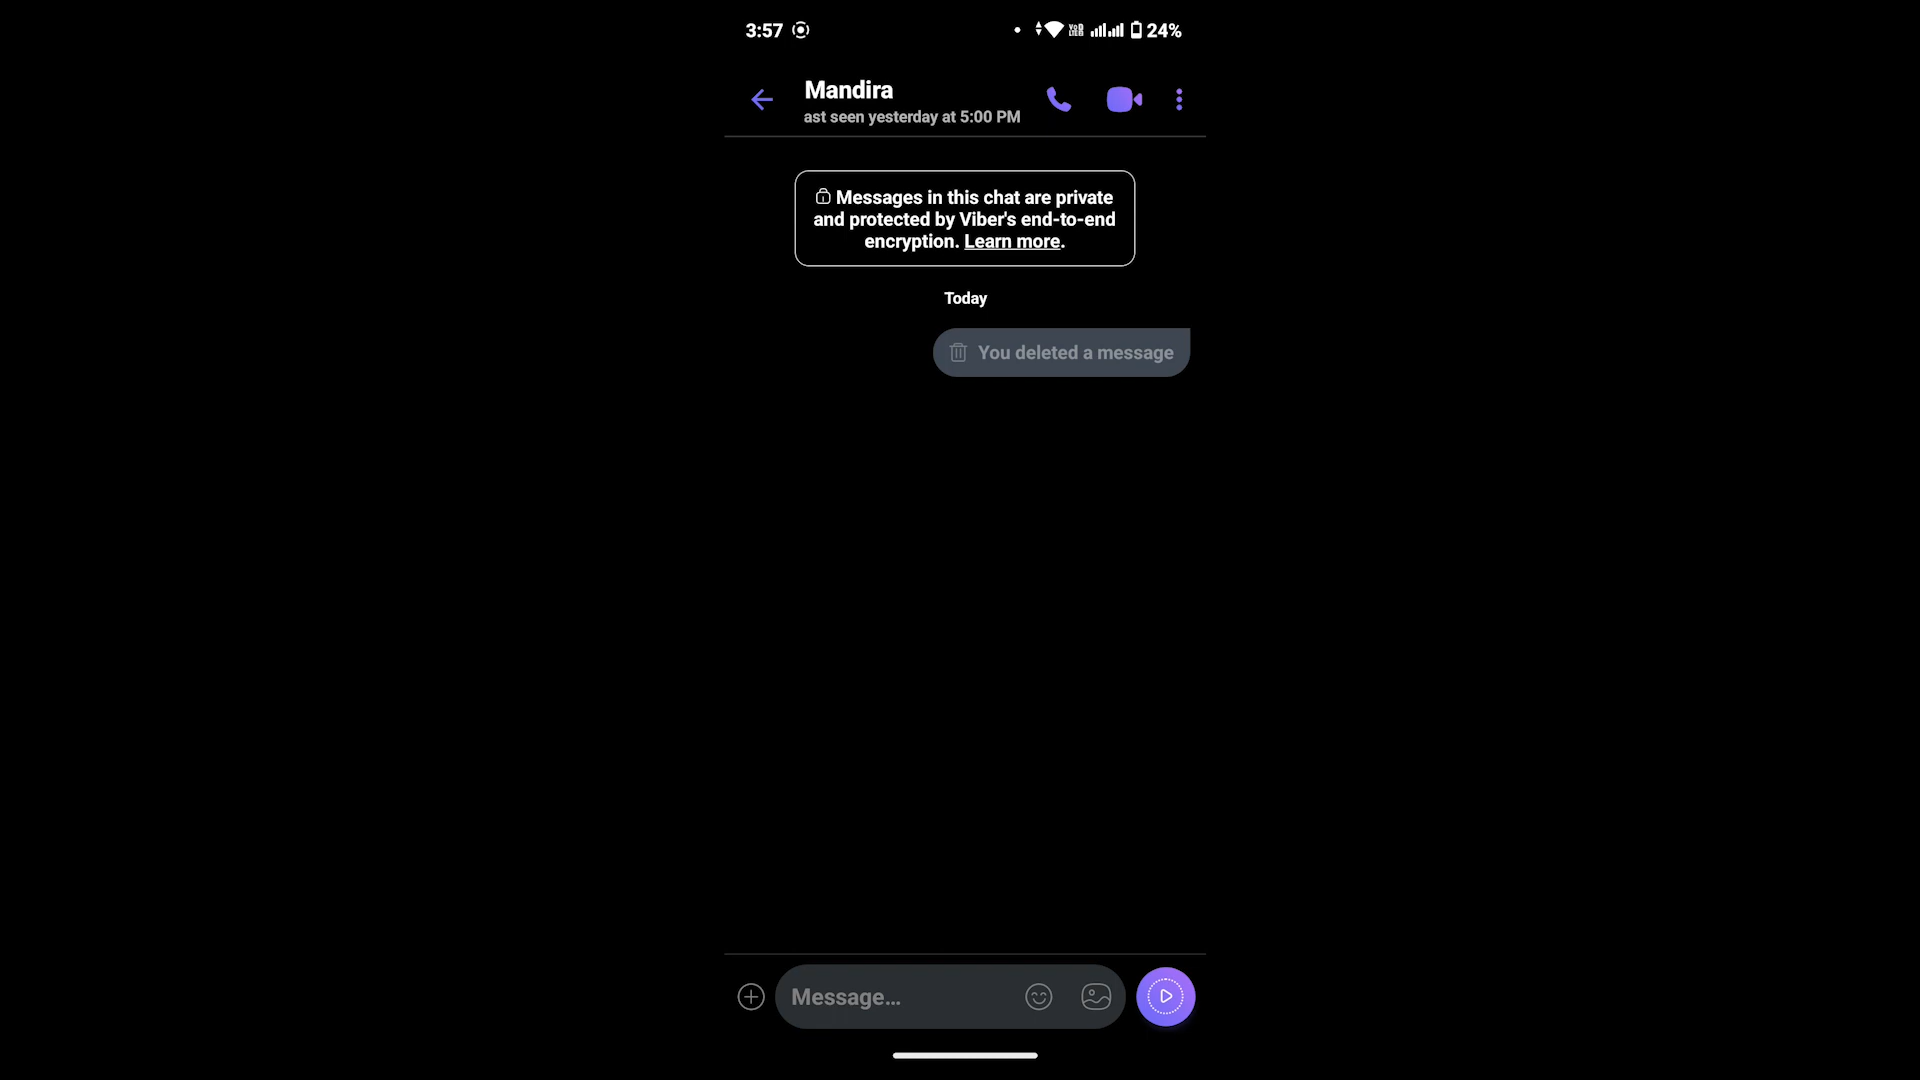 3:57
24%
Mandira
ast seen yesterday at 5:00 PM
Messages in this chat are private
and protected by Viber's end-to-end
encryption. Learn more.
Today
You deleted a message
Message...